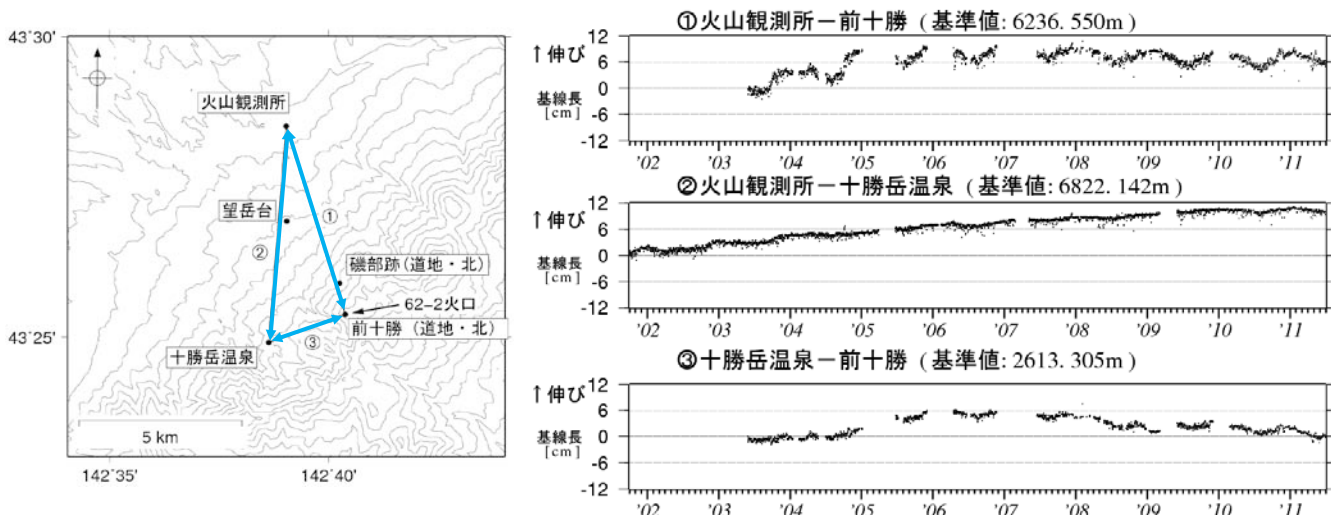 43˚30'
火山観測所
望岳台
①
②
磯部跡(道地・北)
62-2火口
前十勝(道地・北)
43˚25'
十勝岳温泉
③
5 km
142˚35'
142˚40'
①火山観測所ー前十勝 ( 基準値: 6236. 550m )
↑伸び
基線長
[cm]
12
6
0
-6
-12
'02 '03 '04 '05 '06 '07 '08 '09 '10 '11
②火山観測所ー十勝岳温泉 ( 基準値: 6822. 142m )
↑伸び
基線長
[cm]
12
6
0
-6
-12
'02 '03 '04 '05 '06 '07 '08 '09 '10 '11
③十勝岳温泉ー前十勝 ( 基準値: 2613. 305m )
↑伸び
基線長
[cm]
12
6
0
-6
-12
'02 '03 '04 '05 '06 '07 '08 '09 '10 '11